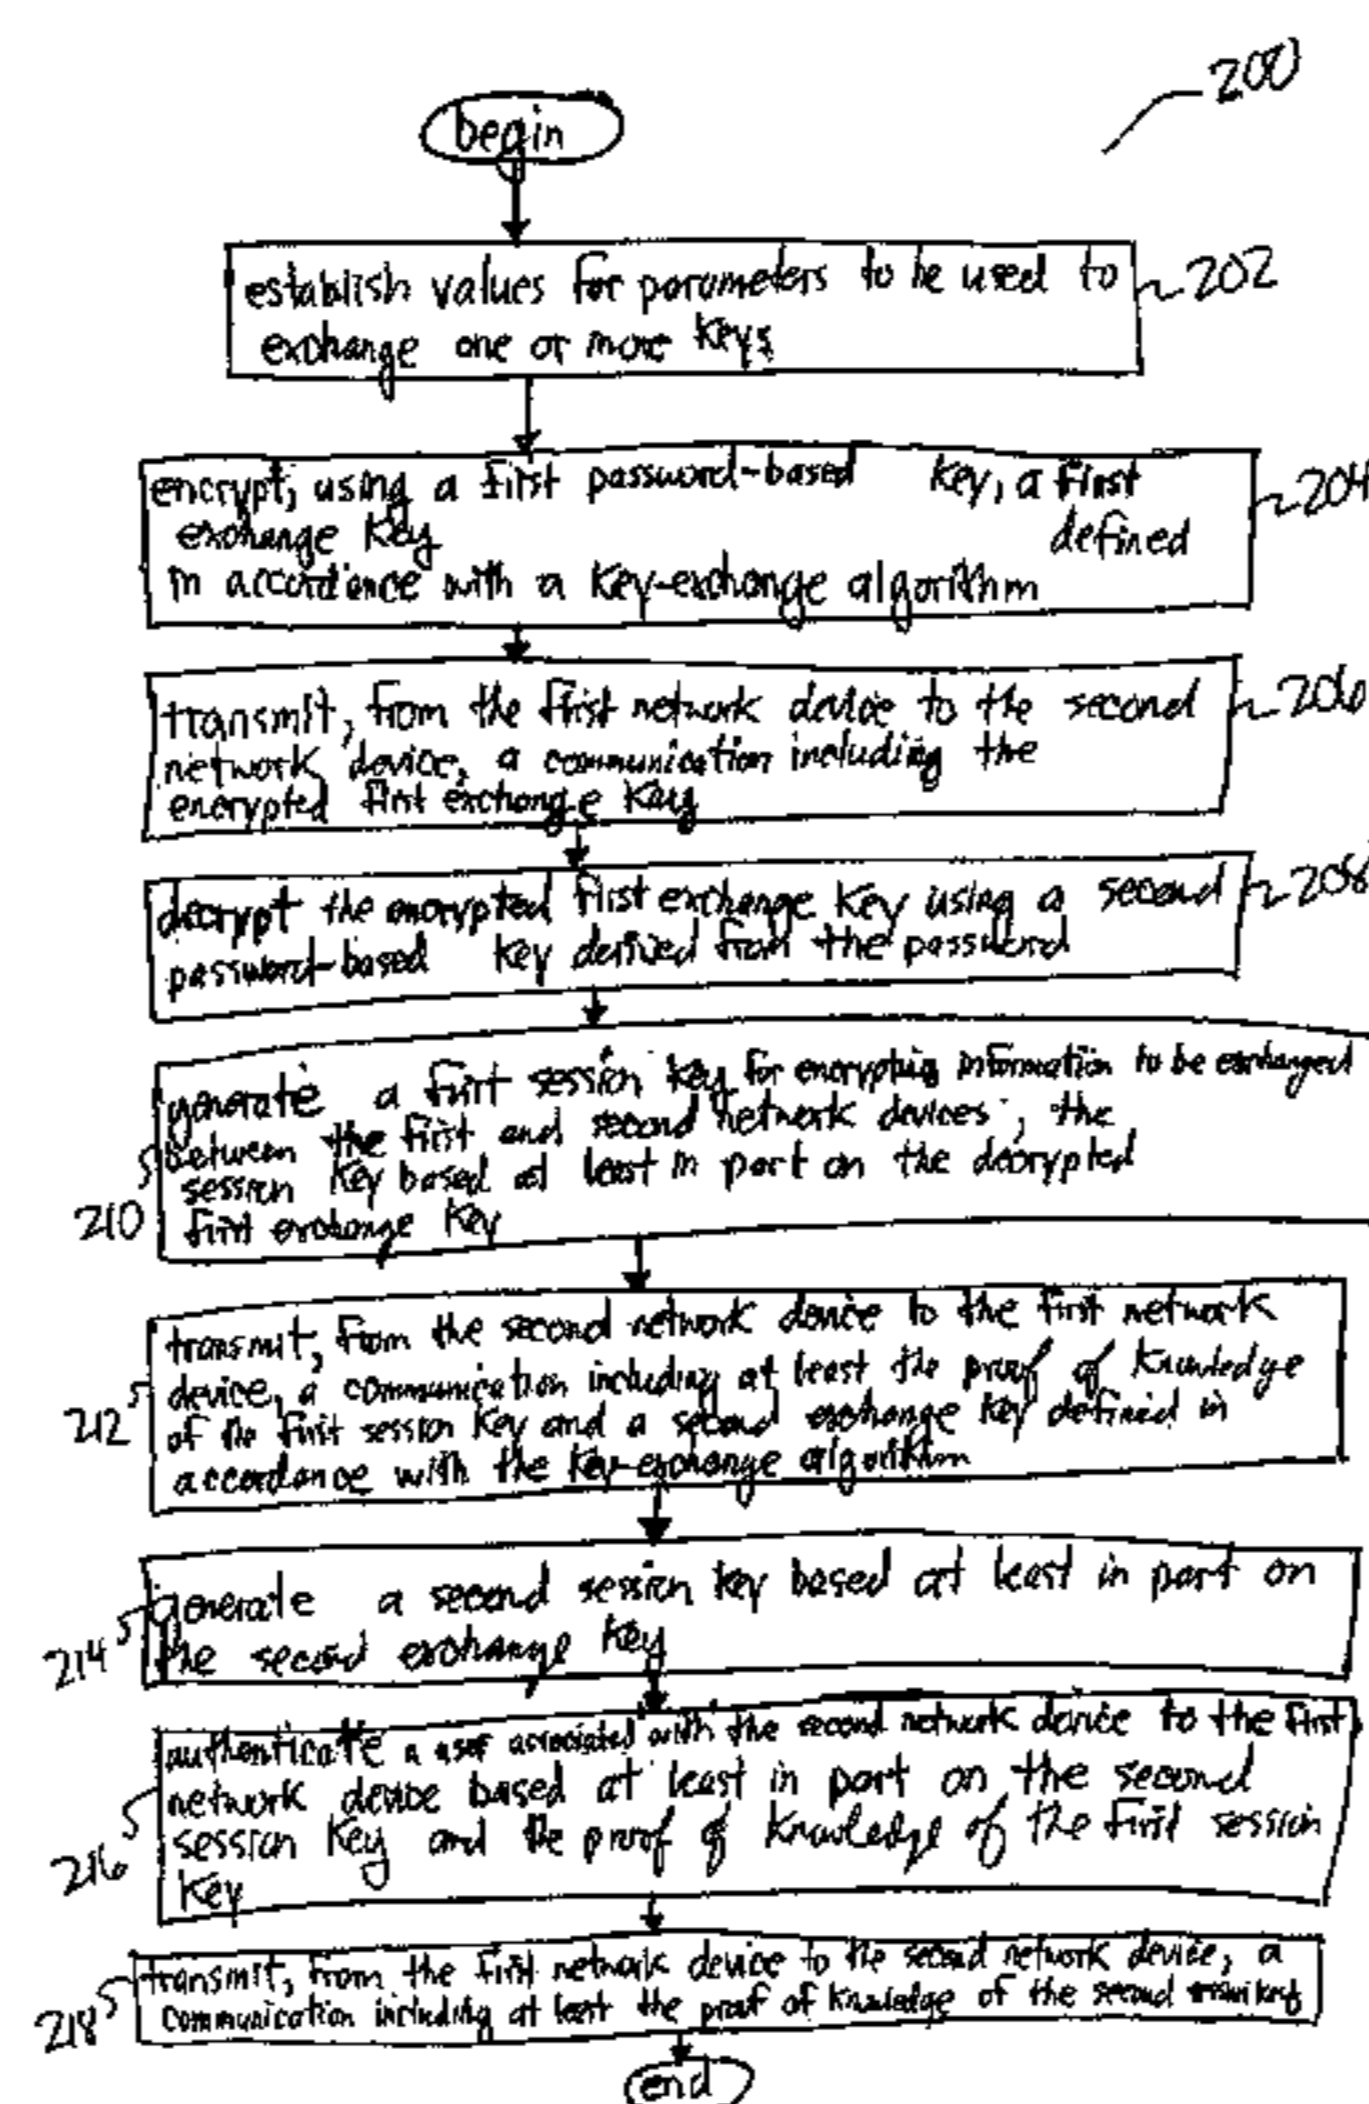 200
begin
establish values for parameters to be used to
202
exchange one or more keys
encrypt, using a first password-based key, a first
204
exchange key defined
in accordance with a key-exchange algorithm
transmit, from the first network device to the second
206
network device, a communication including the
encrypted first exchange key
decrypt the encrypted first exchange key using a second
208
password-based key derived from the password
generate a first session key for encrypting information to be exchanged
between the first and second network devices, the
session key based at least in part on the decrypted
210
first exchange key
transmit, from the second network device to the first network
device, a communication including at least the proof of knowledge
212
of the first session key and a second exchange key defined in
accordance with the key-exchange algorithm
generate a second session key based at least in part on
214
the second exchange key
authenticate a user associated with the second network device to the first
network device based at least in part on the second
session key and the proof of knowledge of the first session
216
key
transmit, from the first network device to the second network device, a
218
communication including at least the proof of knowledge of the second
end